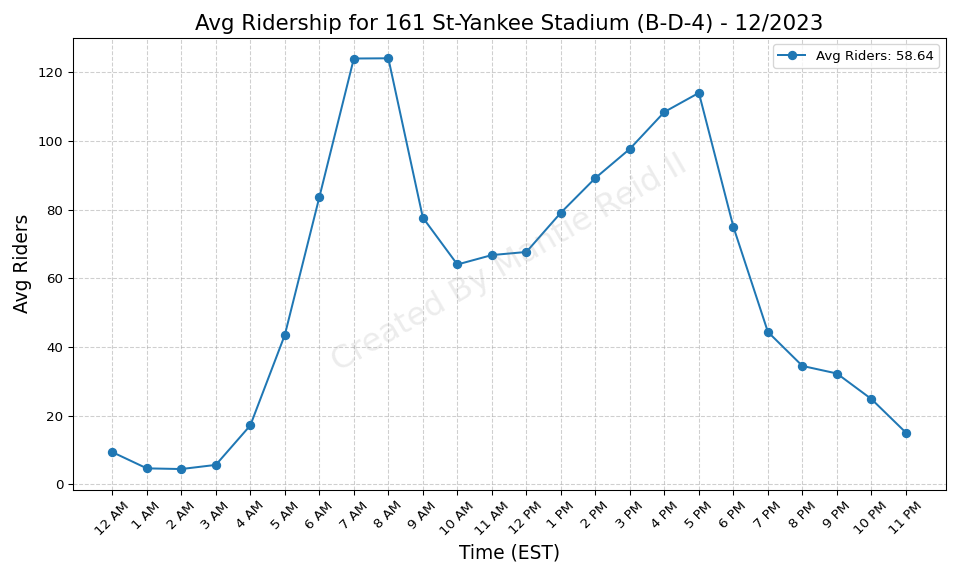 Avg Ridership for 161 St-Yankee Stadium (B-D-4) - 12/2023
Avg Riders: 58.64
Avg Riders
120
100
80
60
40
20
0
Created By Mantle Reid II
12 AM
1 AM
2 AM
3 AM
4 AM
5 AM
6 AM
7 AM
8 AM
9 AM
10 AM
11 AM
12 PM
1 PM
2 PM
3 PM
4 PM
5 PM
6 PM
7 PM
8 PM
9 PM
10 PM
11 PM
Time (EST)